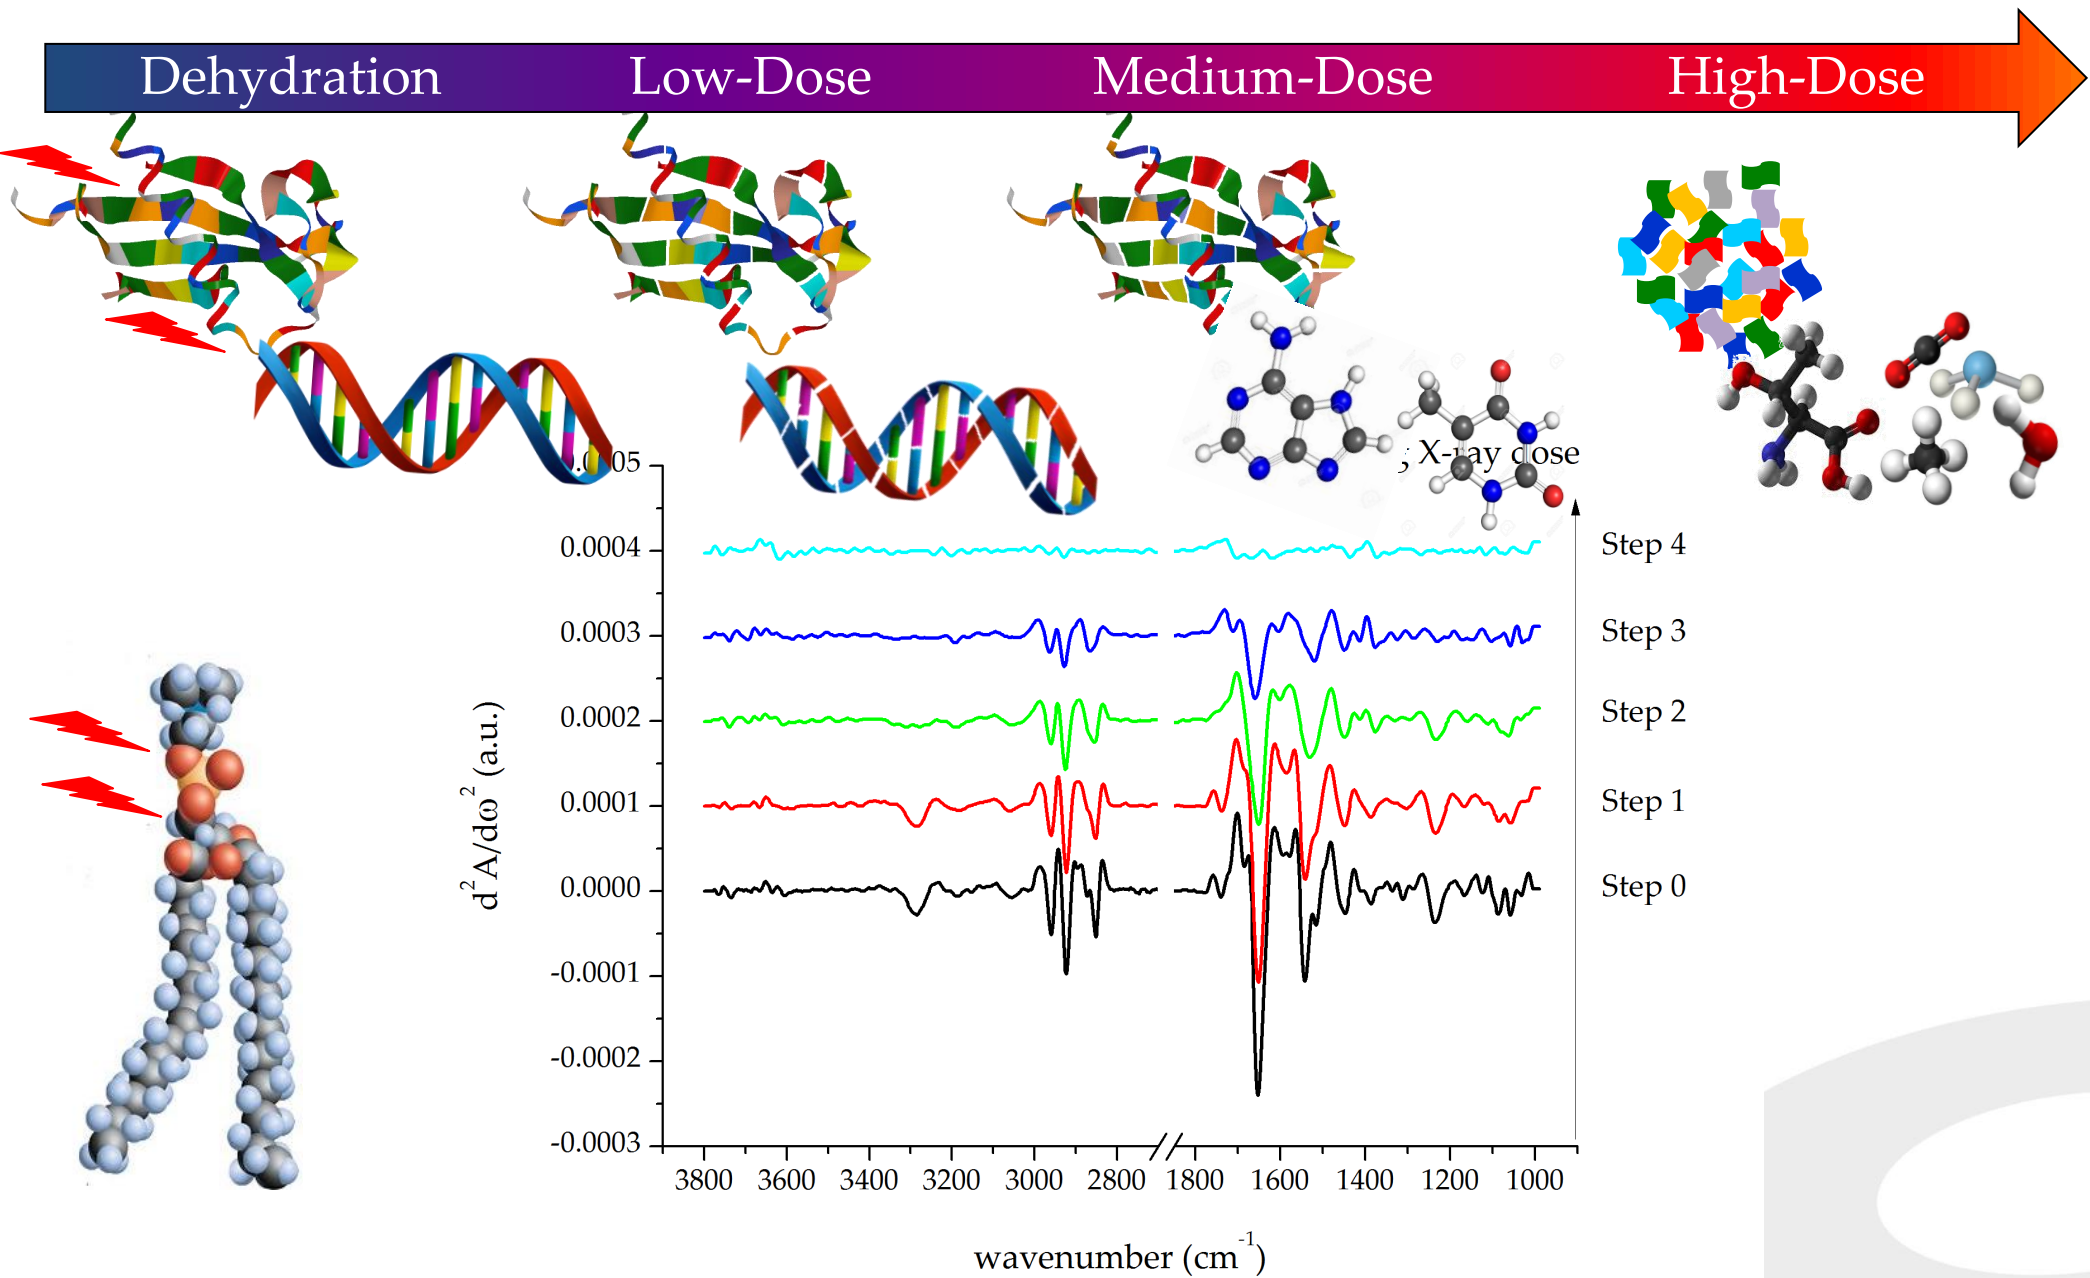 Dehydration Low-Dose Medium-Dose High-Dose
X-ray dose
0.0004 Step 4
0.0003 Step 3
0.0002 Step 2
0.0001 Step 1
0.0000 Step 0
-0.0001
-0.0002
-0.0003
d²A/dω² (a.u.)
3800 3600 3400 3200 3000 2800 1800 1600 1400 1200 1000
wavenumber (cm⁻¹)